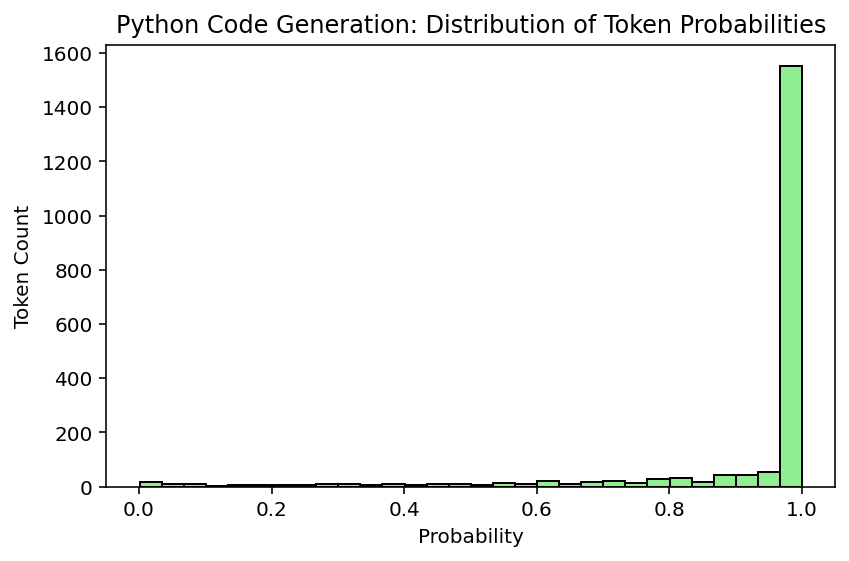 Python Code Generation: Distribution of Token Probabilities
1600
1400
1200
1000
800
600
400
200
0
Token Count
0.0 0.2 0.4 0.6 0.8 1.0
Probability